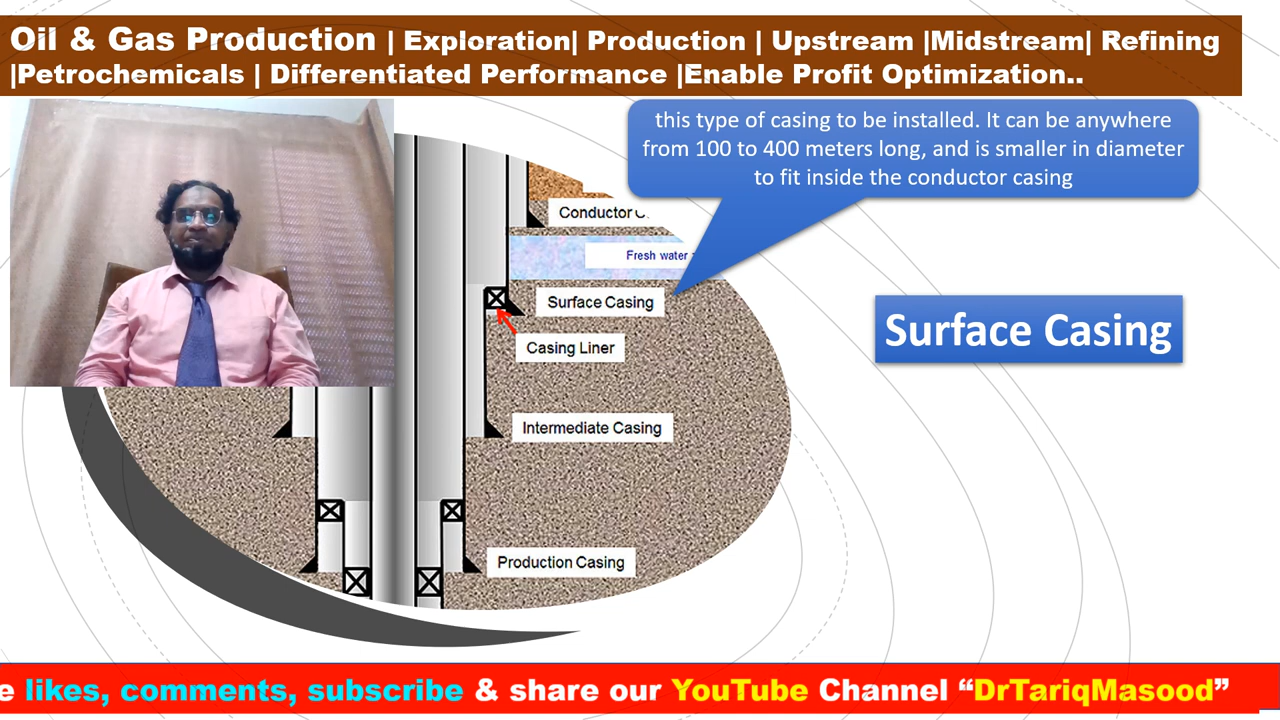 Oil & Gas Production | Exploration| Production | Upstream |Midstream| Refining
|Petrochemicals | Differentiated Performance |Enable Profit Optimization..
this type of casing to be installed. It can be anywhere
from 100 to 400 meters long, and is smaller in diameter
to fit inside the conductor casing
Conductor
Fresh water
Surface Casing
Surface Casing
Casing Liner
Intermediate Casing
Production Casing
likes, comments, subscribe & share our YouTube Channel “DrTariqMasood”